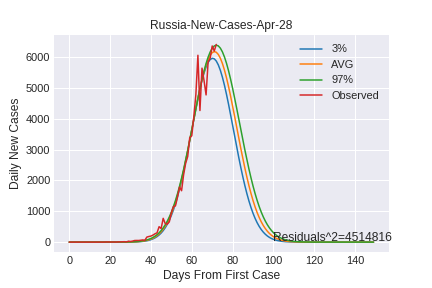 Russia-New-Cases-Apr-28
3%
AVG
97%
Observed
Daily New Cases
6000
5000
4000
3000
2000
1000
0
Residuals^2=4514816
0 20 40 60 80 100 120 140
Days From First Case